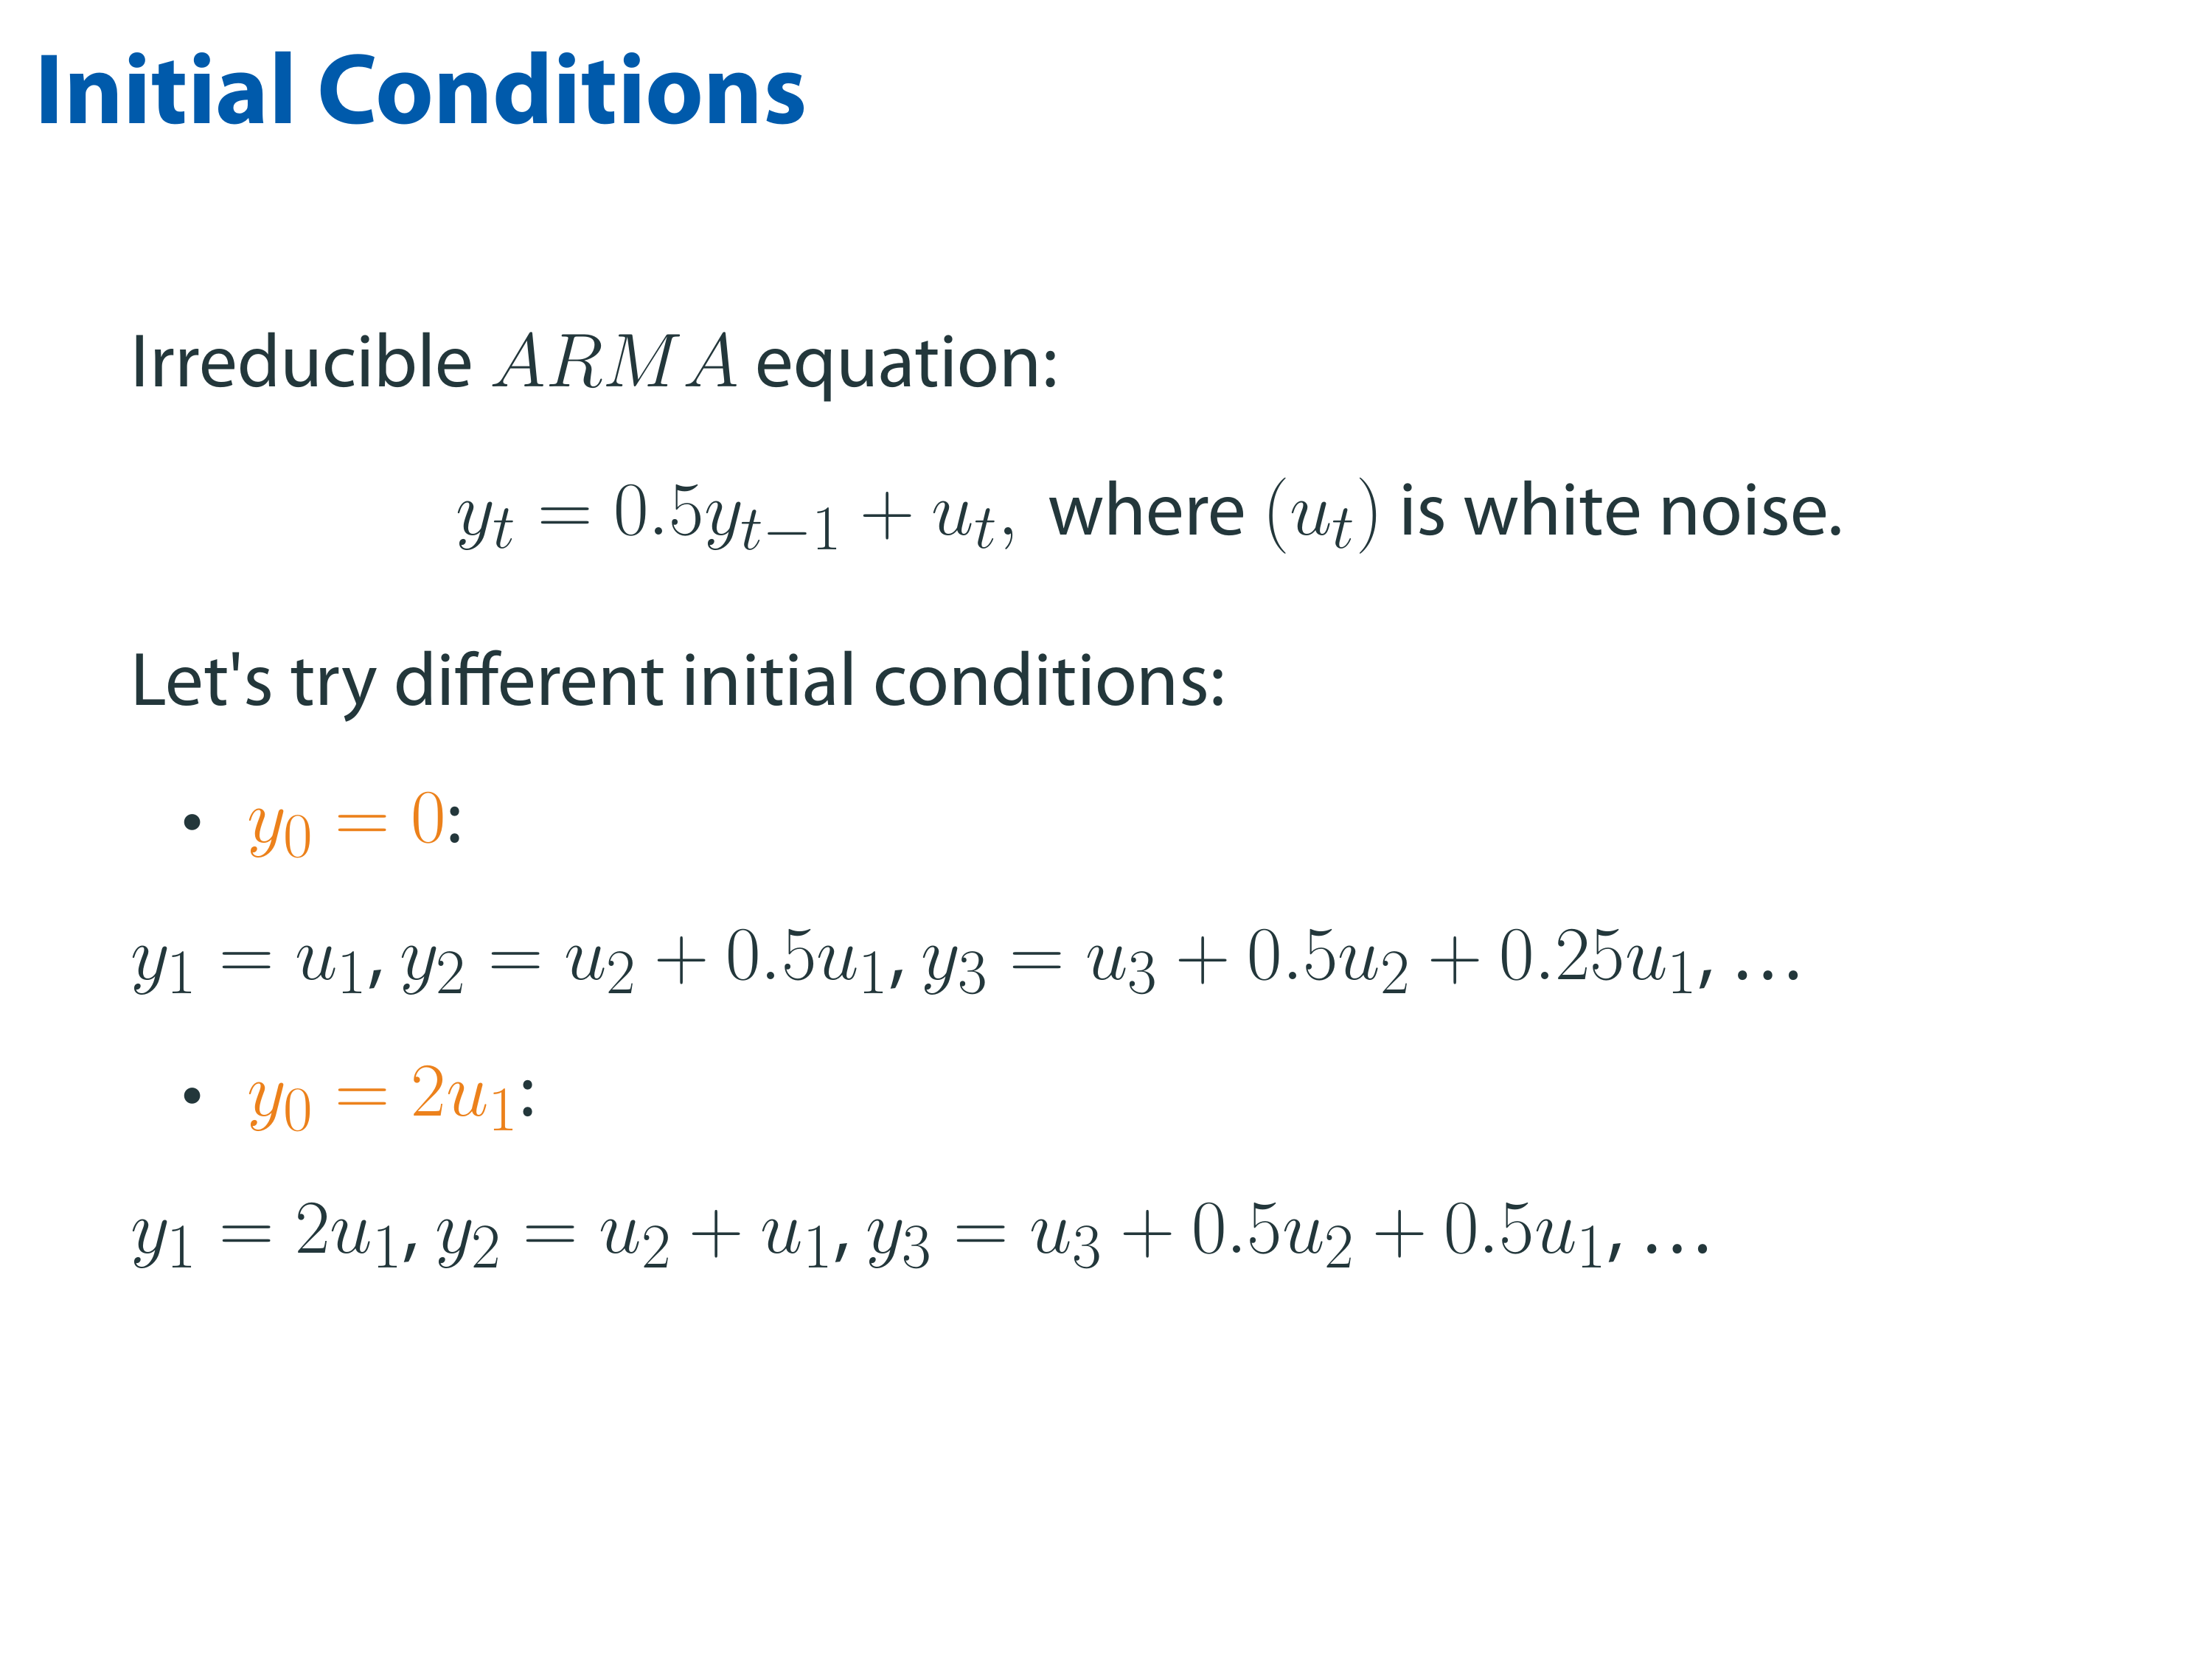 Initial Conditions
Irreducible $ARMA$ equation:
$y_t = 0.5y_{t-1} + u_t,$ where $(u_t)$ is white noise.
Let's try different initial conditions:
• $y_0 = 0$:
$y_1 = u_1$, $y_2 = u_2 + 0.5u_1$, $y_3 = u_3 + 0.5u_2 + 0.25u_1$, …
• $y_0 = 2u_1$:
$y_1 = 2u_1$, $y_2 = u_2 + u_1$, $y_3 = u_3 + 0.5u_2 + 0.5u_1$, …